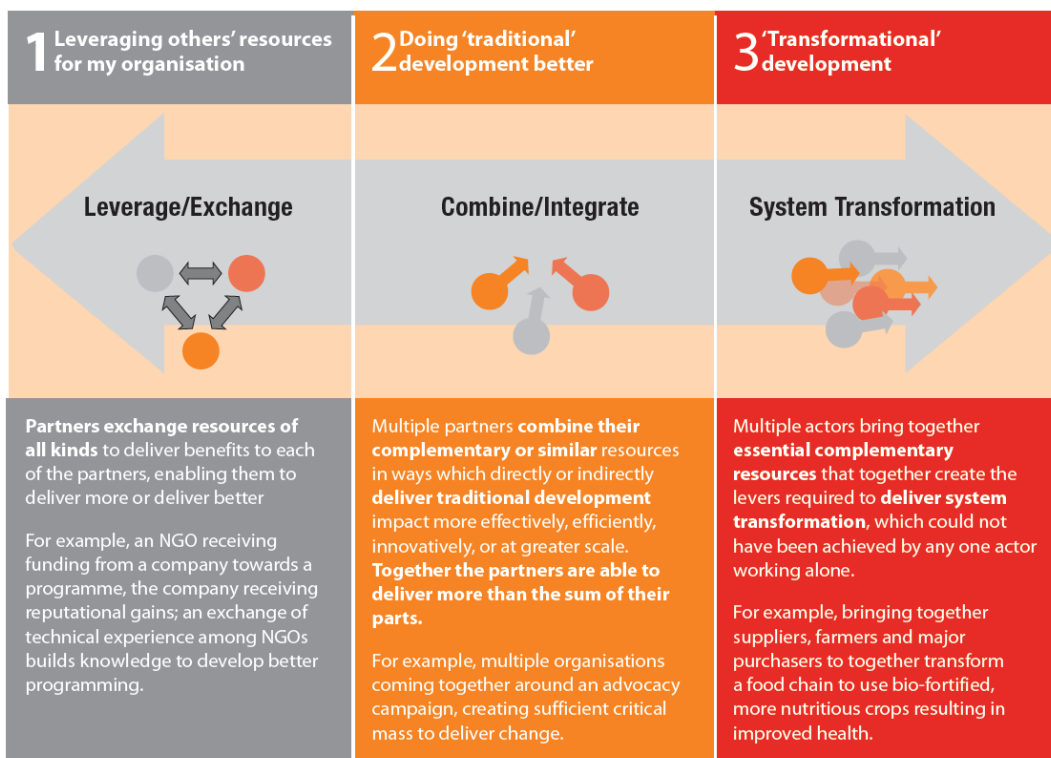 1 Leveraging others’ resources
for my organisation
2 Doing ‘traditional’
development better
3 ‘Transformational’
development
Leverage/Exchange
Combine/Integrate
System Transformation
Partners exchange resources of
all kinds to deliver benefits to each
of the partners, enabling them to
deliver more or deliver better
For example, an NGO receiving
funding from a company towards a
programme, the company receiving
reputational gains; an exchange of
technical experience among NGOs
builds knowledge to develop better
programming.
Multiple partners combine their
complementary or similar resources
in ways which directly or indirectly
deliver traditional development
impact more effectively, efficiently,
innovatively, or at greater scale.
Together the partners are able to
deliver more than the sum of their
parts.
For example, multiple organisations
coming together around an advocacy
campaign, creating sufficient critical
mass to deliver change.
Multiple actors bring together
essential complementary
resources that together create the
levers required to deliver system
transformation, which could not
have been achieved by any one actor
working alone.
For example, bringing together
suppliers, farmers and major
purchasers to together transform
a food chain to use bio-fortified,
more nutritious crops resulting in
improved health.